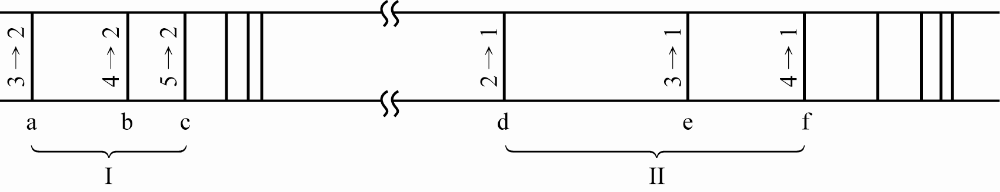 3 → 2 4 → 2 5 → 2 2 → 1 3 → 1 4 → 1
a b c d e f
I II